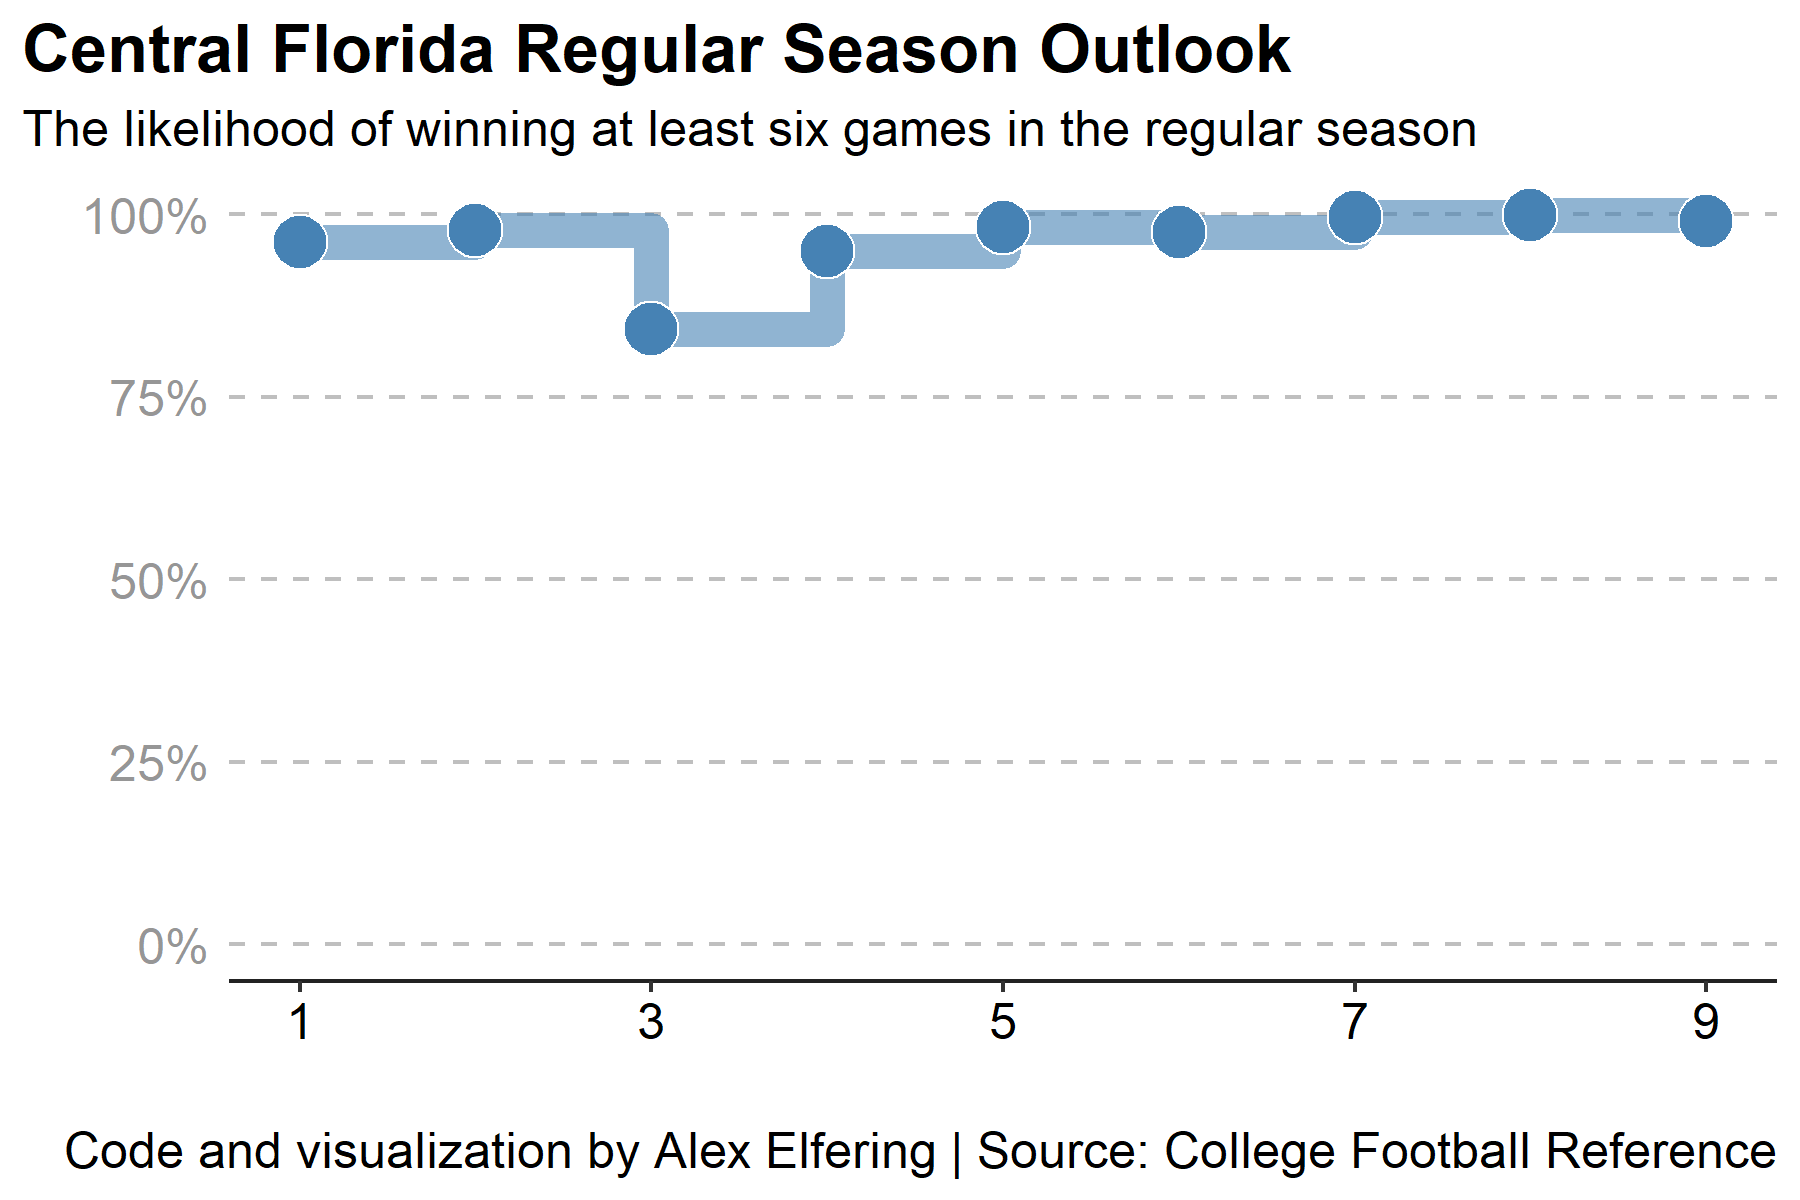 Central Florida Regular Season Outlook
The likelihood of winning at least six games in the regular season
100%
75%
50%
25%
0%
1 3 5 7 9
Code and visualization by Alex Elfering | Source: College Football Reference